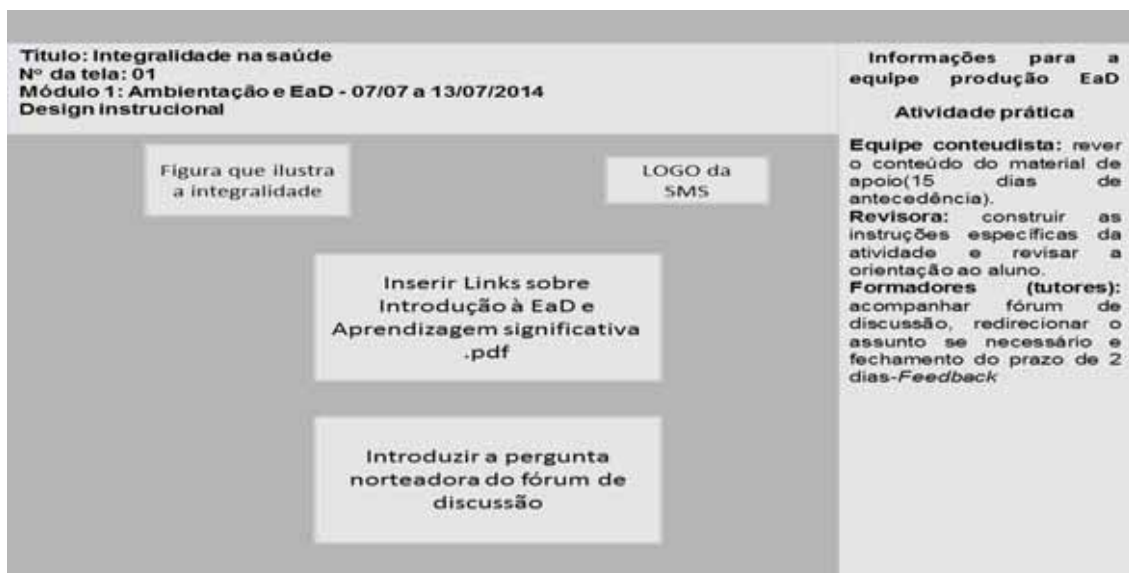 Título: Integralidade na saúde
Nº da tela: 01
Módulo 1: Ambientação e EaD - 07/07 a 13/07/2014
Design instrucional
Figura que ilustra
a integralidade
LOGO da
SMS
Inserir Links sobre
Introdução à EaD e
Aprendizagem significativa
.pdf
Introduzir a pergunta
norteadora do fórum de
discussão
Informações para a
equipe produção EaD
Atividade prática
Equipe conteudista: rever
o conteúdo do material de
apoio(15 dias de
antecedência).
Revisora: construir as
instruções específicas da
atividade e revisar a
orientação ao aluno.
Formadores (tutores):
acompanhar fórum de
discussão, redirecionar o
assunto se necessário e
fechamento do prazo de 2
dias-Feedback